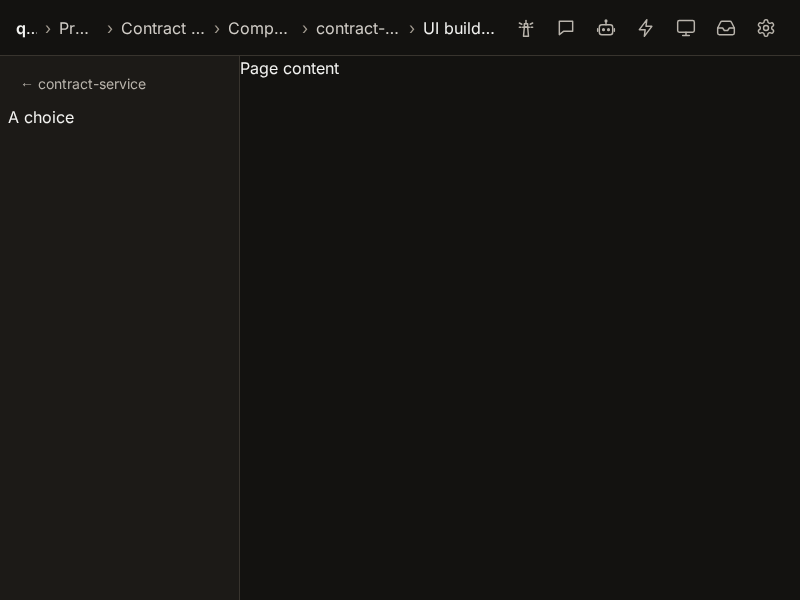 q… › Pr… › Contract … › Comp… › contract-… › UI build…
← contract-service
Page content
A choice